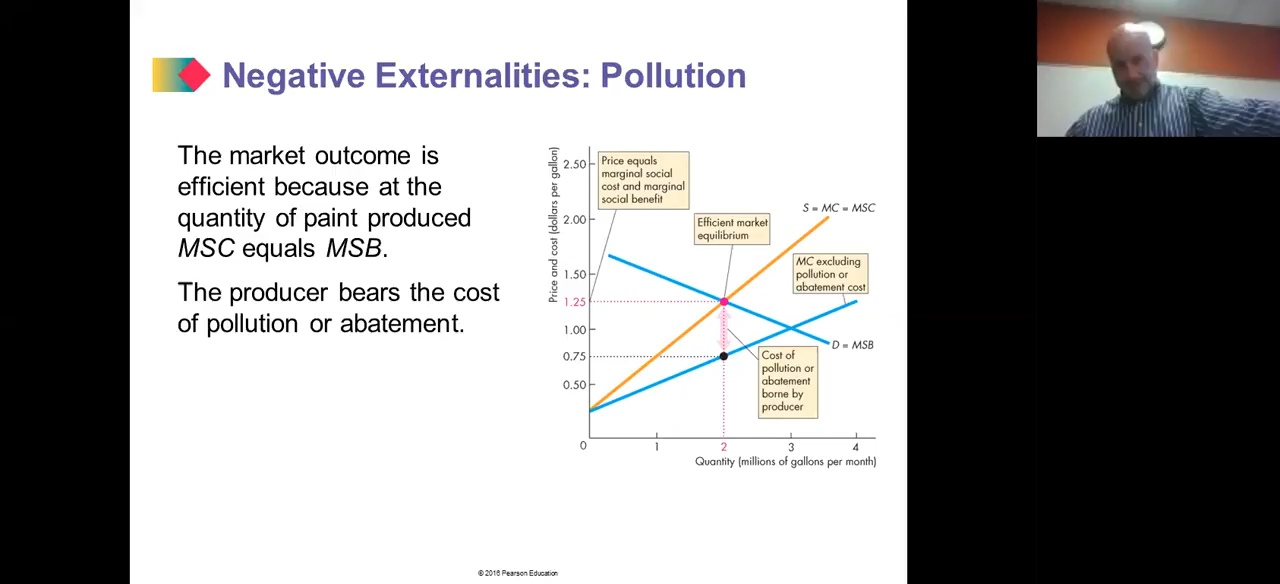 Negative Externalities: Pollution
The market outcome is
efficient because at the
quantity of paint produced
MSC equals MSB.
The producer bears the cost
of pollution or abatement.
Price and cost (dollars per gallon)
2.50
2.00
1.50
1.25
1.00
0.75
0.50
0
1
2
3
4
Quantity (millions of gallons per month)
Price equals
marginal social
cost and marginal
social benefit
Efficient market
equilibrium
S = MC = MSC
MC excluding
pollution or
abatement cost
D = MSB
Cost of
pollution or
abatement
borne by
producer
© 2016 Pearson Education